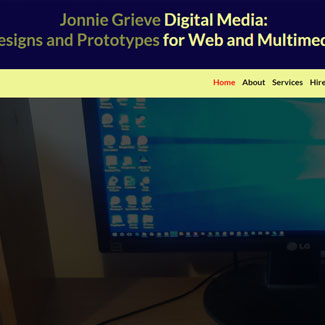 Jonnie Grieve Digital Media:
esigns and Prototypes for Web and Multimed
Home About Services Hire
LG